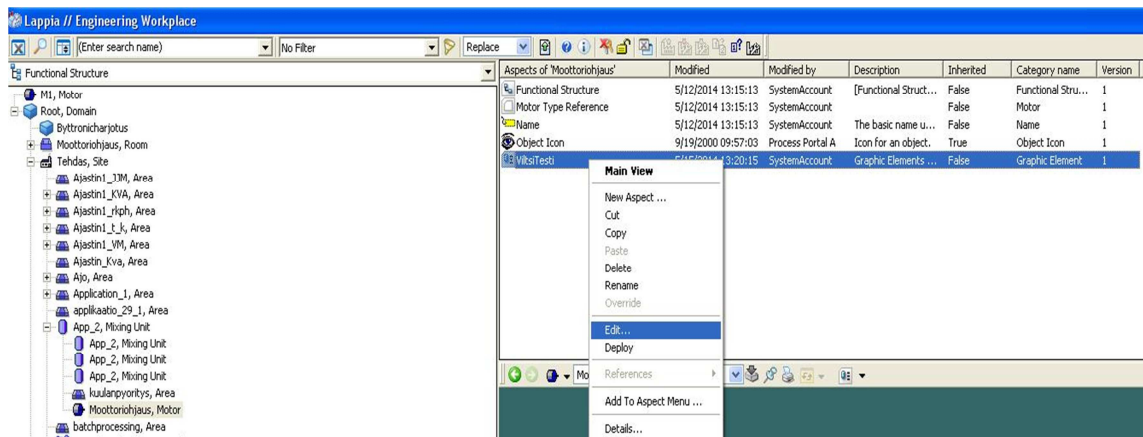 Lappia // Engineering Workplace
(Enter search name) No Filter Replace
Functional Structure
M1, Motor
Root, Domain
Byttronicharjotus
Moottoriohjaus, Room
Tehdas, Site
Ajastin1_JJM, Area
Ajastin1_KVA, Area
Ajastin1_rkph, Area
Ajastin1_t_k, Area
Ajastin1_VM, Area
Ajastin_Kva, Area
Ajo, Area
Application_1, Area
applikaatio_29_1, Area
App_2, Mixing Unit
App_2, Mixing Unit
App_2, Mixing Unit
App_2, Mixing Unit
kuulanpyoritys, Area
Moottoriohjaus, Motor
batchprocessing, Area
Aspects of 'Moottoriohjaus' Modified Modified by Description Inherited Category name Version
Functional Structure 5/12/2014 13:15:13 SystemAccount [Functional Struct... False Functional Stru... 1
Motor Type Reference 5/12/2014 13:15:13 SystemAccount False Motor 1
Name 5/12/2014 13:15:13 SystemAccount The basic name u... False Name 1
Object Icon 9/19/2000 09:57:03 Process Portal A Icon for an object. True Object Icon 1
ViltsiTesti 5/15/2014 13:20:15 SystemAccount Graphic Elements ... False Graphic Element 1
Main View
New Aspect ...
Cut
Copy
Paste
Delete
Rename
Override
Edit...
Deploy
References
Add To Aspect Menu ...
Details...
Mo